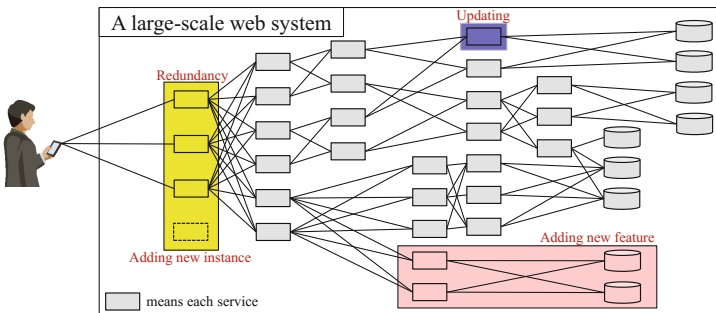 A large-scale web system
Updating
Redundancy
Adding new instance
Adding new feature
means each service